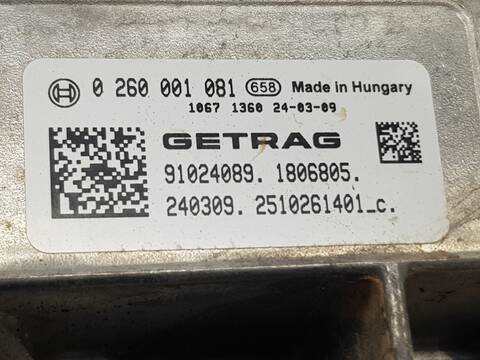 0 260 001 081 658 Made in Hungary
1067 1360 24-03-09
GETRAG
91024089. 1806805.
240309. 2510261401_c.